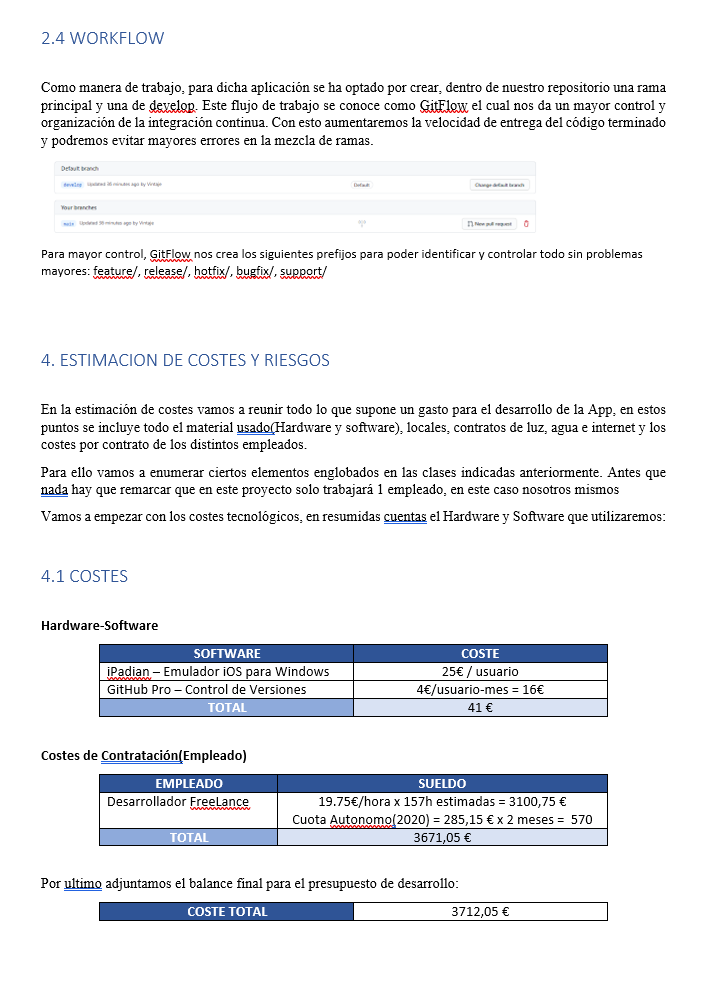 2.4 WORKFLOW
Como manera de trabajo, para dicha aplicación se ha optado por crear, dentro de nuestro repositorio una rama
principal y una de develop. Este flujo de trabajo se conoce como GitFlow el cual nos da un mayor control y
organización de la integración continua. Con esto aumentaremos la velocidad de entrega del código terminado
y podremos evitar mayores errores en la mezcla de ramas.
Default branch
develop Updated 30 minutes ago by Vintaje Default Change default branch
Your branches
main Updated 30 minutes ago by Vintaje New pull request
Para mayor control, GitFlow nos crea los siguientes prefijos para poder identificar y controlar todo sin problemas
mayores: feature/, release/, hotfix/, bugfix/, support/
4. ESTIMACION DE COSTES Y RIESGOS
En la estimación de costes vamos a reunir todo lo que supone un gasto para el desarrollo de la App, en estos
puntos se incluye todo el material usado(Hardware y software), locales, contratos de luz, agua e internet y los
costes por contrato de los distintos empleados.
Para ello vamos a enumerar ciertos elementos englobados en las clases indicadas anteriormente. Antes que
nada hay que remarcar que en este proyecto solo trabajará 1 empleado, en este caso nosotros mismos
Vamos a empezar con los costes tecnológicos, en resumidas cuentas el Hardware y Software que utilizaremos:
4.1 COSTES
Hardware-Software
SOFTWARE COSTE
iPadian – Emulador iOS para Windows 25€ / usuario
GitHub Pro – Control de Versiones 4€/usuario-mes = 16€
TOTAL 41 €
Costes de Contratación(Empleado)
EMPLEADO SUELDO
Desarrollador FreeLance 19.75€/hora x 157h estimadas = 3100,75 €
Cuota Autonomo(2020) = 285,15 € x 2 meses = 570
TOTAL 3671,05 €
Por ultimo adjuntamos el balance final para el presupuesto de desarrollo:
COSTE TOTAL 3712,05 €